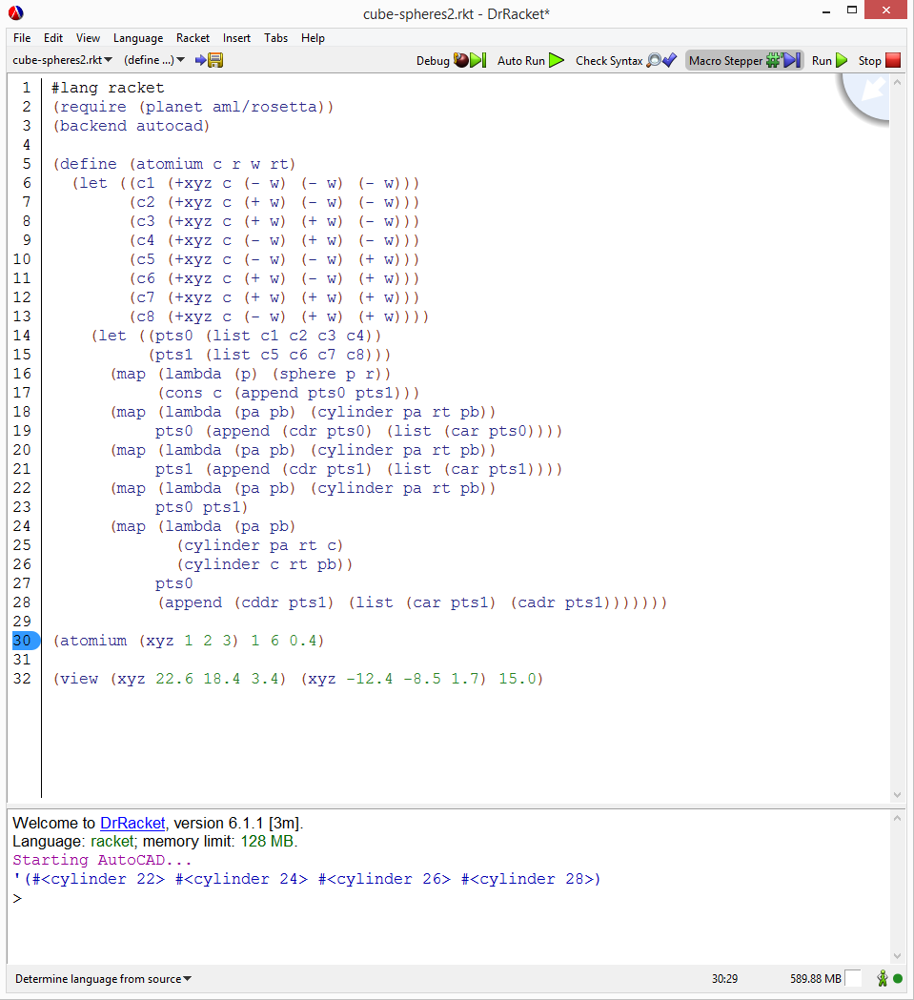 cube-spheres2.rkt - DrRacket*
File Edit View Language Racket Insert Tabs Help
cube-spheres2.rkt (define ...) Debug Auto Run Check Syntax Macro Stepper Run Stop
1 #lang racket
2 (require (planet aml/rosetta))
3 (backend autocad)
4
5 (define (atomium c r w rt)
6   (let ((c1 (+xyz c (- w) (- w) (- w)))
7         (c2 (+xyz c (+ w) (- w) (- w)))
8         (c3 (+xyz c (+ w) (+ w) (- w)))
9         (c4 (+xyz c (- w) (+ w) (- w)))
10         (c5 (+xyz c (- w) (- w) (+ w)))
11         (c6 (+xyz c (+ w) (- w) (+ w)))
12         (c7 (+xyz c (+ w) (+ w) (+ w)))
13         (c8 (+xyz c (- w) (+ w) (+ w))))
14     (let ((pts0 (list c1 c2 c3 c4))
15           (pts1 (list c5 c6 c7 c8)))
16       (map (lambda (p) (sphere p r))
17            (cons c (append pts0 pts1)))
18       (map (lambda (pa pb) (cylinder pa rt pb))
19            pts0 (append (cdr pts0) (list (car pts0))))
20       (map (lambda (pa pb) (cylinder pa rt pb))
21            pts1 (append (cdr pts1) (list (car pts1))))
22       (map (lambda (pa pb) (cylinder pa rt pb))
23            pts0 pts1)
24       (map (lambda (pa pb)
25              (cylinder pa rt c)
26              (cylinder c rt pb))
27            pts0
28            (append (cddr pts1) (list (car pts1) (cadr pts1)))))))
29
30 (atomium (xyz 1 2 3) 1 6 0.4)
31
32 (view (xyz 22.6 18.4 3.4) (xyz -12.4 -8.5 1.7) 15.0)
Welcome to DrRacket, version 6.1.1 [3m].
Language: racket; memory limit: 128 MB.
Starting AutoCAD...
'(#<cylinder 22> #<cylinder 24> #<cylinder 26> #<cylinder 28>)
>
Determine language from source 30:29 589.88 MB